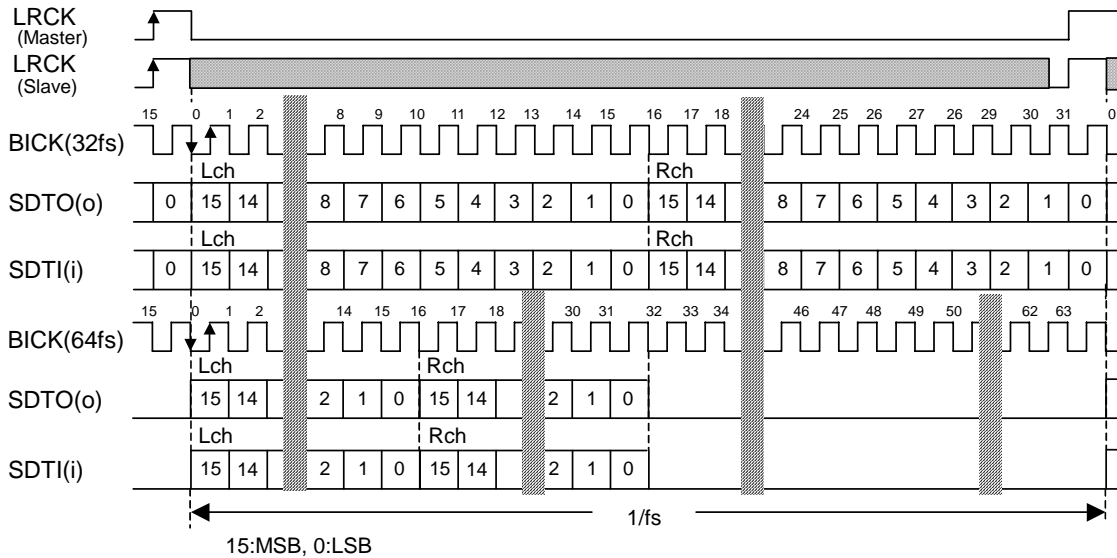 LRCK
(Master)
LRCK
(Slave)
15 0 1 2 8 9 10 11 12 13 14 15 16 17 18 24 25 26 26 29 30 31 0
BICK(32fs)
Lch Rch
SDTO(o) 0 15 14 8 7 6 5 4 3 2 1 0 15 14 8 7 6 5 4 3 2 1 0
Lch Rch
SDTI(i) 0 15 14 8 7 6 5 4 3 2 1 0 15 14 8 7 6 5 4 3 2 1 0
15 0 1 2 14 15 16 17 18 30 31 32 33 34 46 47 48 49 50 62 63
BICK(64fs)
Lch Rch
SDTO(o) 15 14 2 1 0 15 14 2 1 0
Lch Rch
SDTI(i) 15 14 2 1 0 15 14 2 1 0
1/fs
15:MSB, 0:LSB